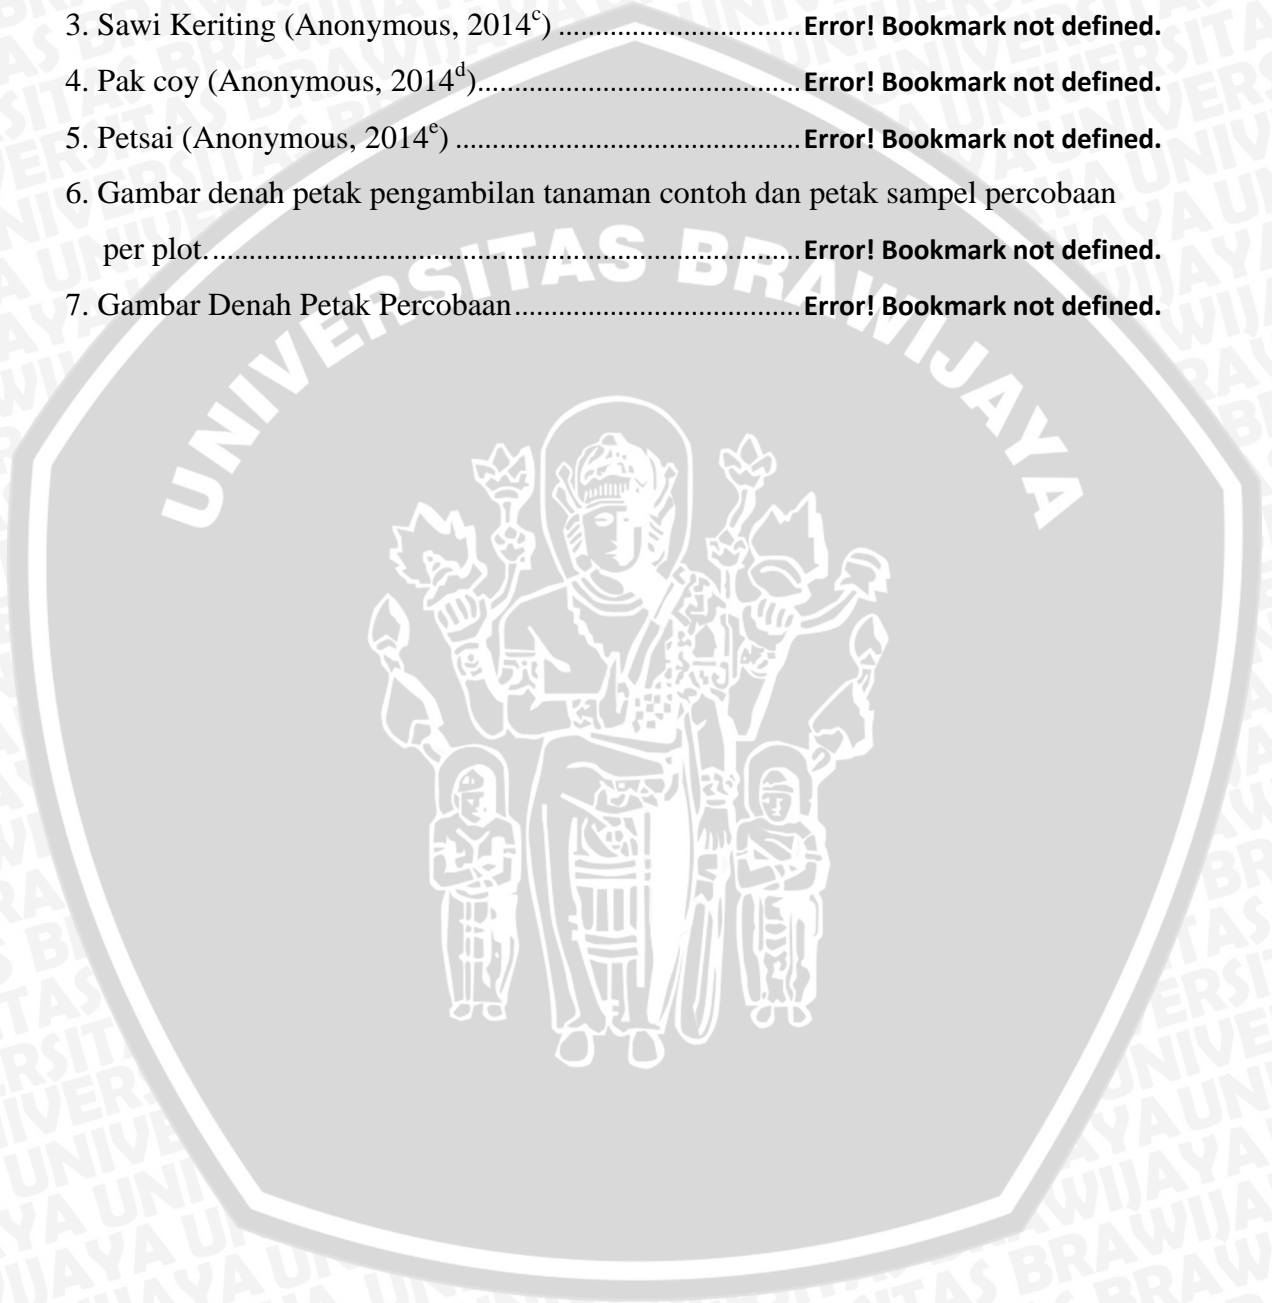 3. Sawi Keriting (Anonymous, 2014ᶜ) ............................... Error! Bookmark not defined.
4. Pak coy (Anonymous, 2014ᵈ)......................................... Error! Bookmark not defined.
5. Petsai (Anonymous, 2014ᵉ) ............................................ Error! Bookmark not defined.
6. Gambar denah petak pengambilan tanaman contoh dan petak sampel percobaan
per plot. ........................................................................... Error! Bookmark not defined.
7. Gambar Denah Petak Percobaan..................................... Error! Bookmark not defined.
UNIVERSITAS BRAWIJAYA